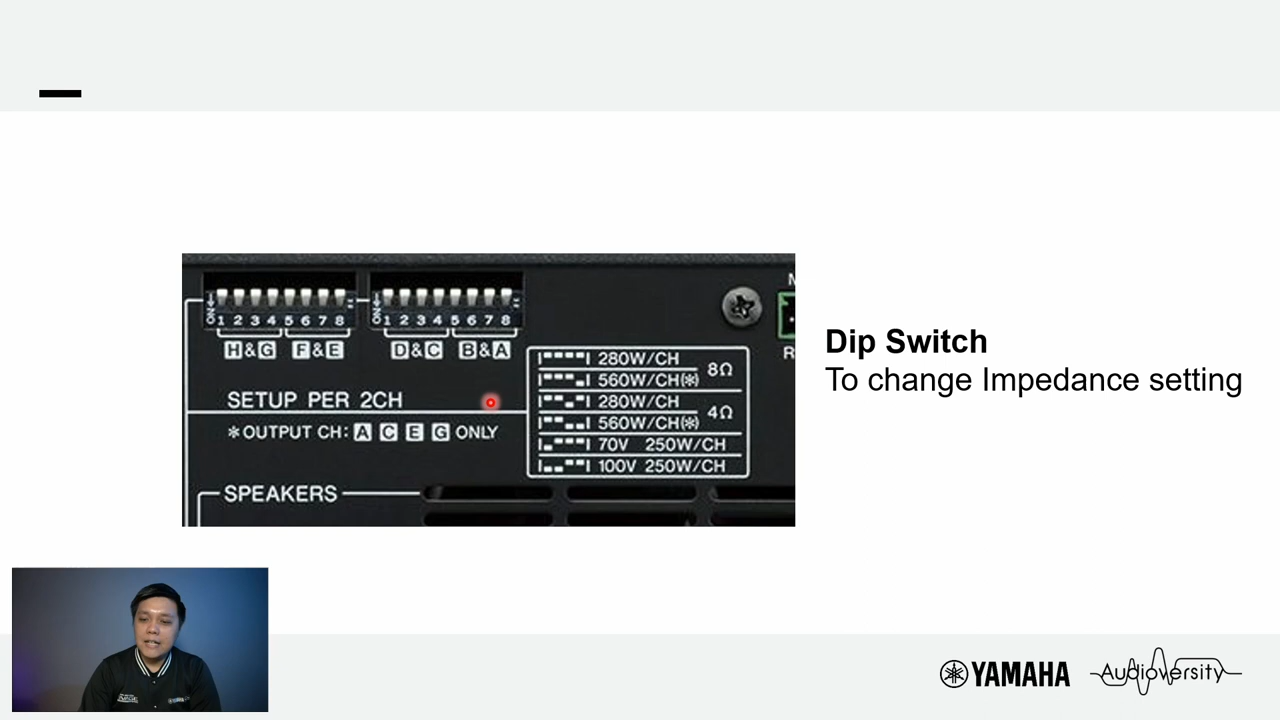 ON 1 2 3 4 5 6 7 8
ON 1 2 3 4 5 6 7 8
H&G F&E D&C B&A
SETUP PER 2CH
*OUTPUT CH: A C E G ONLY
280W/CH
560W/CH(*)
8Ω
280W/CH
560W/CH(*)
4Ω
70V 250W/CH
100V 250W/CH
SPEAKERS
Dip Switch
To change Impedance setting
YAMAHA
Audioversity